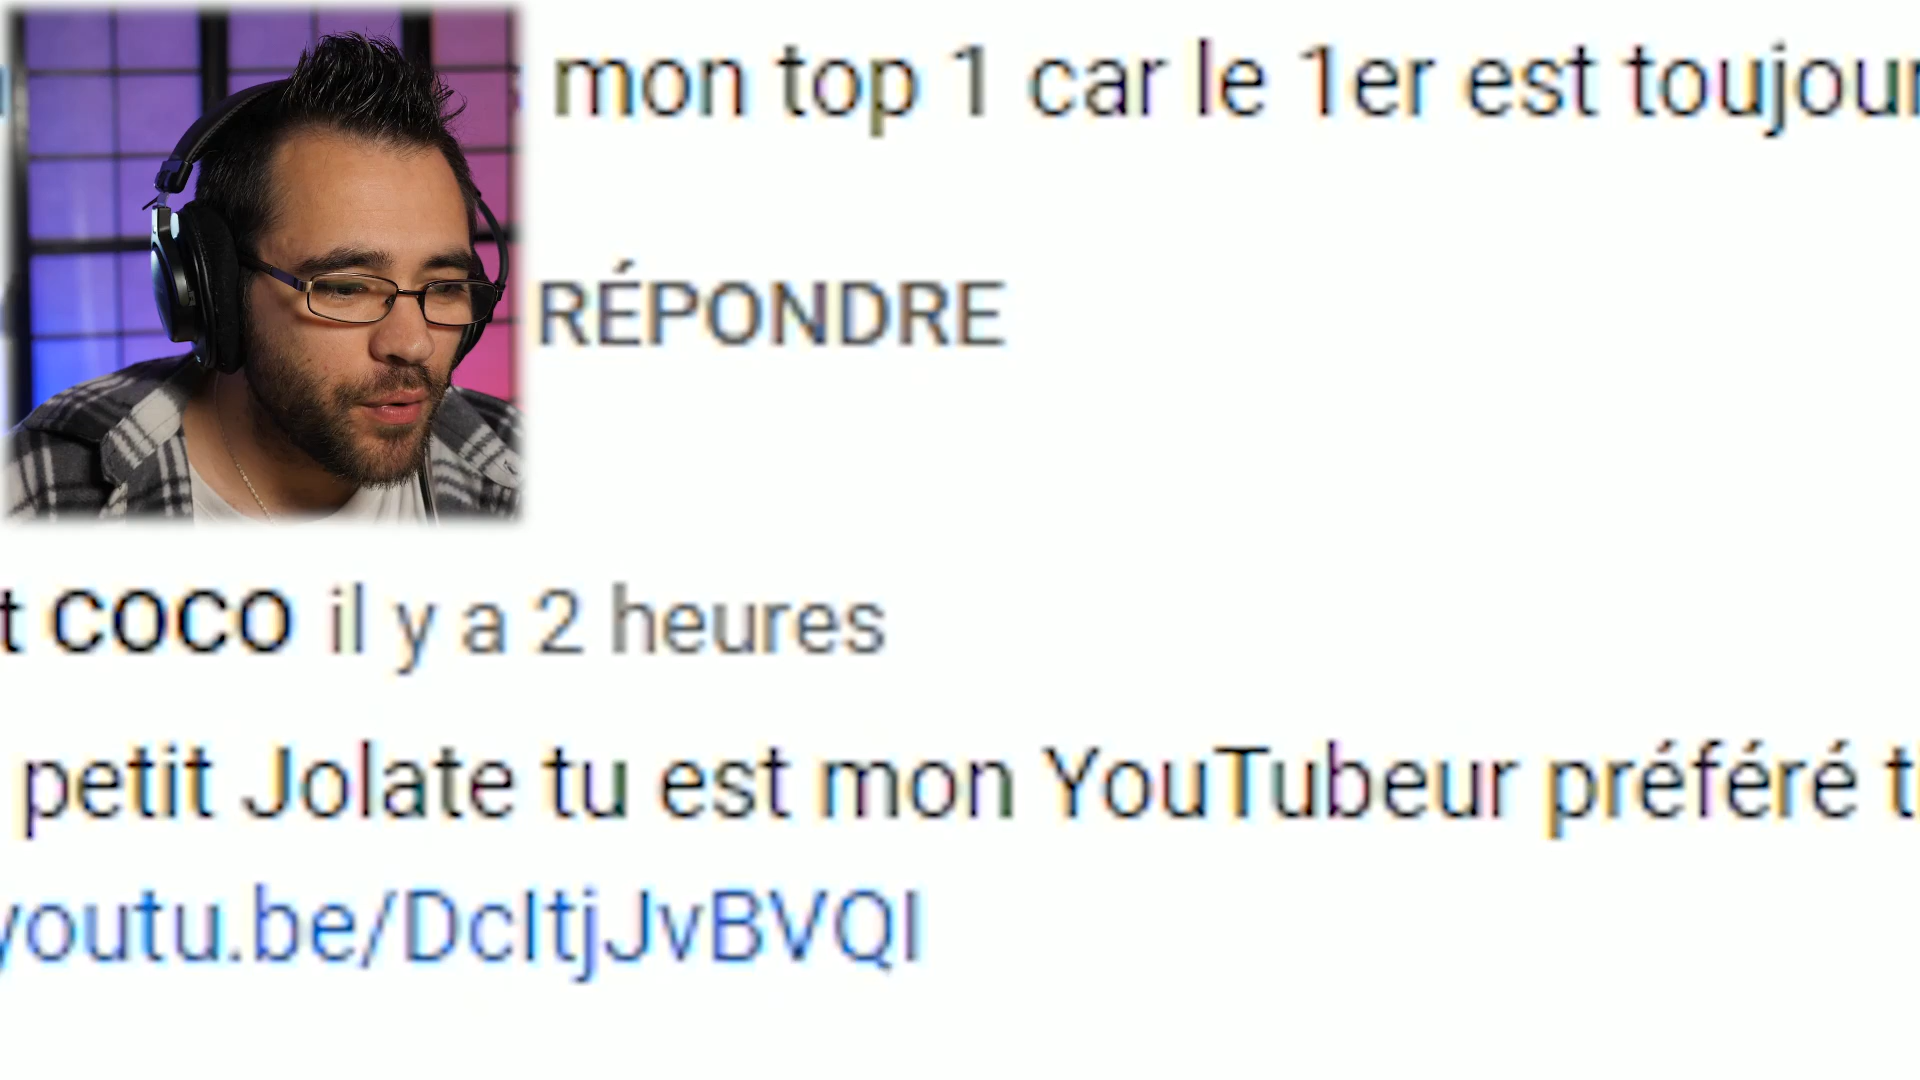 mon top 1 car le 1er est toujour
RÉPONDRE
t COCO il y a 2 heures
petit Jolate tu est mon YouTubeur préféré t
youtu.be/DcItjJvBVQI